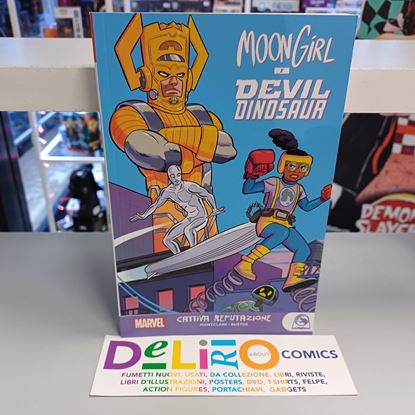 MOON GIRL
E
DEVIL
DINOSAUR
MARVEL
CATTIVA REPUTAZIONE
MONTCLARE · BUSTOS
DELIRIO ABOUT COMICS
FUMETTI NUOVI, USATI, DA COLLEZIONE, LIBRI, RIVISTE,
LIBRI D'ILLUSTRAZIONI, POSTERS, DVD, T-SHIRTS, FELPE,
ACTION FIGURES, PORTACHIAVI, GADGETS
DEMON
SLAYER